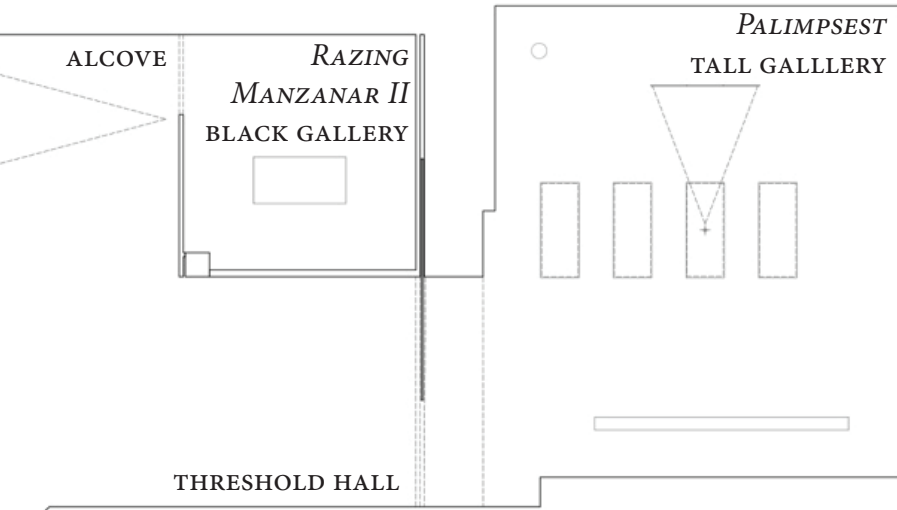 ALCOVE
RAZING
MANZANAR II
BLACK GALLERY
PALIMPSEST
TALL GALLLERY
THRESHOLD HALL